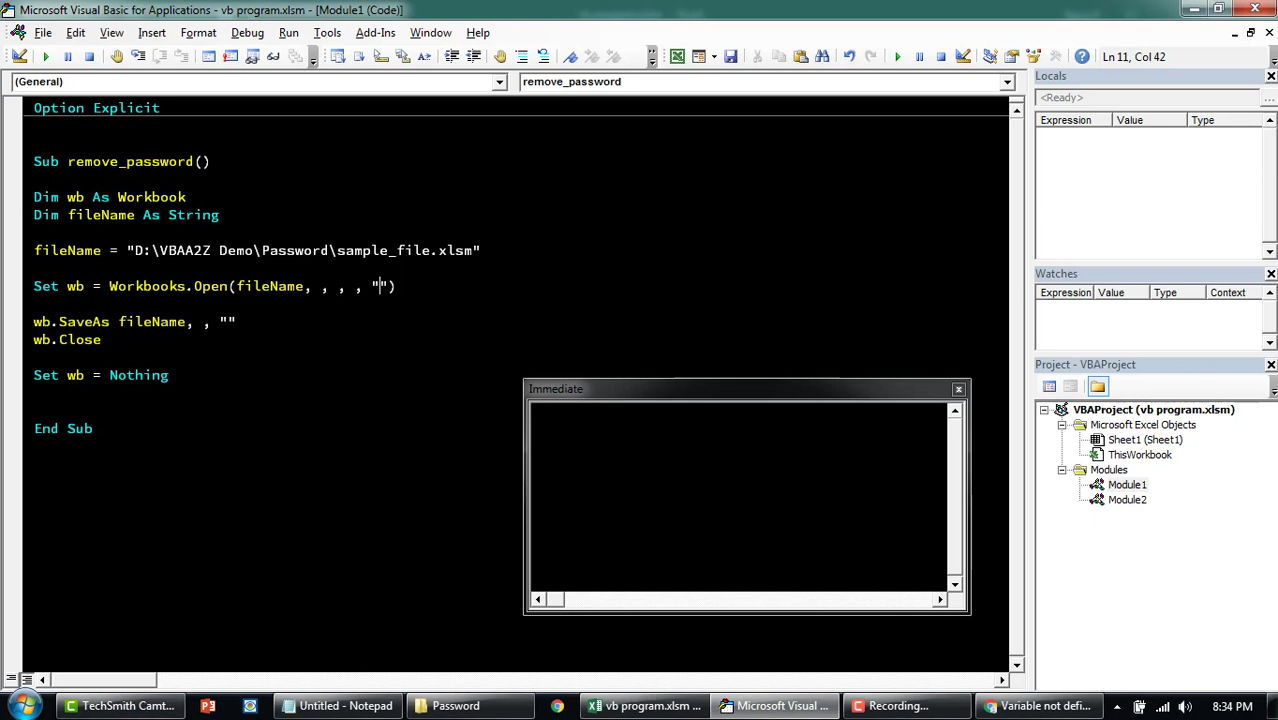 Microsoft Visual Basic for Applications - vb program.xlsm - [Module1 (Code)]
File Edit View Insert Format Debug Run Tools Add-Ins Window Help
Ln 11, Col 42
(General)
remove_password
Option Explicit
Sub remove_password()
Dim wb As Workbook
Dim fileName As String
fileName = "D:\VBAA2Z Demo\Password\sample_file.xlsm"
Set wb = Workbooks.Open(fileName, , , , "")
wb.SaveAs fileName, , ""
wb.Close
Set wb = Nothing
End Sub
Immediate
Locals
<Ready>
Expression Value Type
Watches
Expression Value Type Context
Project - VBAProject
VBAProject (vb program.xlsm)
Microsoft Excel Objects
Sheet1 (Sheet1)
ThisWorkbook
Modules
Module1
Module2
TechSmith Camt...
Untitled - Notepad
Password
vb program.xlsm ...
Microsoft Visual ...
Recording...
Variable not defi...
8:34 PM